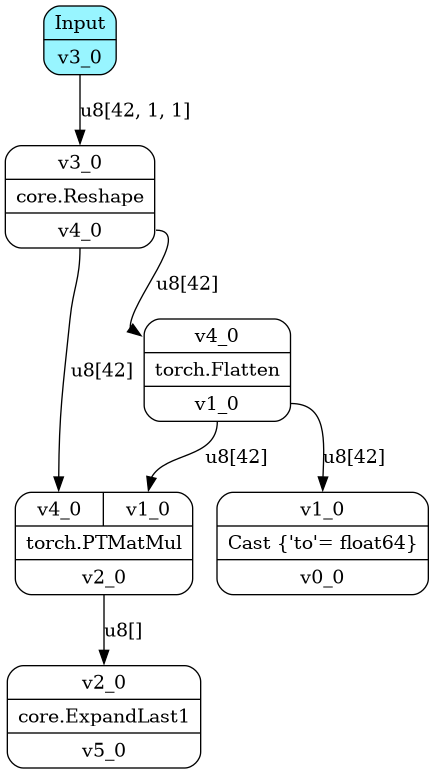 Input
v3_0
u8[42, 1, 1]
v3_0
core.Reshape
v4_0
u8[42]
u8[42]
v4_0
torch.Flatten
v1_0
u8[42]
u8[42]
v4_0 v1_0
torch.PTMatMul
v2_0
v1_0
Cast {'to'= float64}
v0_0
u8[]
v2_0
core.ExpandLast1
v5_0